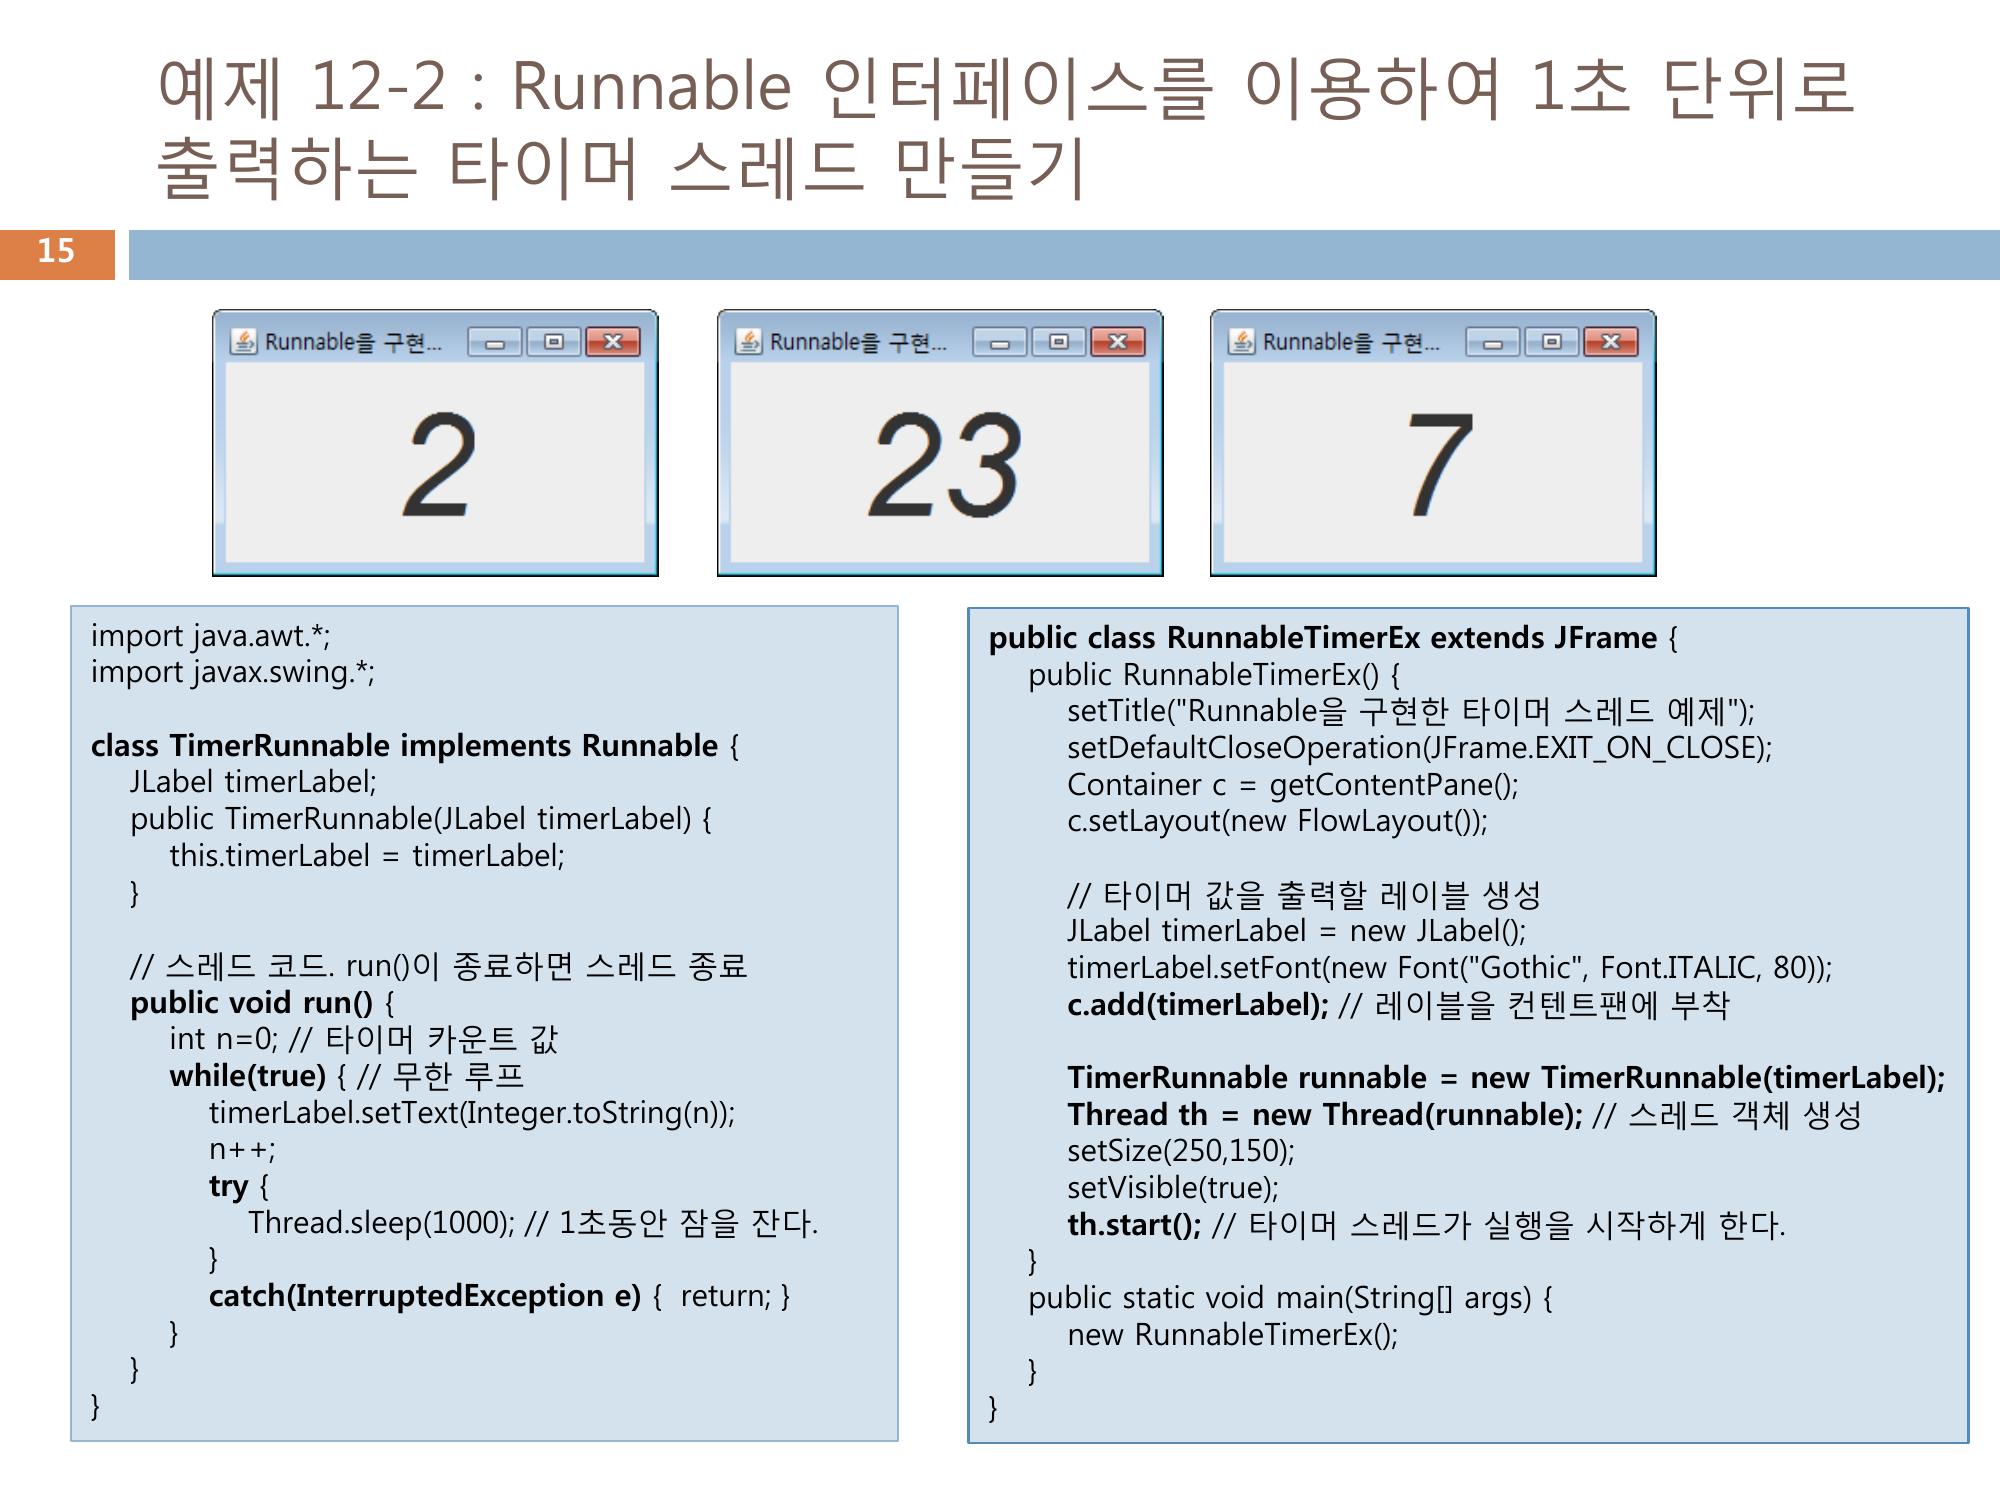 예제 12-2 : Runnable 인터페이스를 이용하여 1초 단위로
출력하는 타이머 스레드 만들기
15
Runnable을 구현...
2
Runnable을 구현...
23
Runnable을 구현...
7
import java.awt.*;
import javax.swing.*;
class TimerRunnable implements Runnable {
JLabel timerLabel;
public TimerRunnable(JLabel timerLabel) {
this.timerLabel = timerLabel;
}
// 스레드 코드. run()이 종료하면 스레드 종료
public void run() {
int n=0; // 타이머 카운트 값
while(true) { // 무한 루프
timerLabel.setText(Integer.toString(n));
n++;
try {
Thread.sleep(1000); // 1초동안 잠을 잔다.
}
catch(InterruptedException e) {  return; }
}
}
}
public class RunnableTimerEx extends JFrame {
public RunnableTimerEx() {
setTitle("Runnable을 구현한 타이머 스레드 예제");
setDefaultCloseOperation(JFrame.EXIT_ON_CLOSE);
Container c = getContentPane();
c.setLayout(new FlowLayout());
// 타이머 값을 출력할 레이블 생성
JLabel timerLabel = new JLabel();
timerLabel.setFont(new Font("Gothic", Font.ITALIC, 80));
c.add(timerLabel); // 레이블을 컨텐트팬에 부착
TimerRunnable runnable = new TimerRunnable(timerLabel);
Thread th = new Thread(runnable); // 스레드 객체 생성
setSize(250,150);
setVisible(true);
th.start(); // 타이머 스레드가 실행을 시작하게 한다.
}
public static void main(String[] args) {
new RunnableTimerEx();
}
}